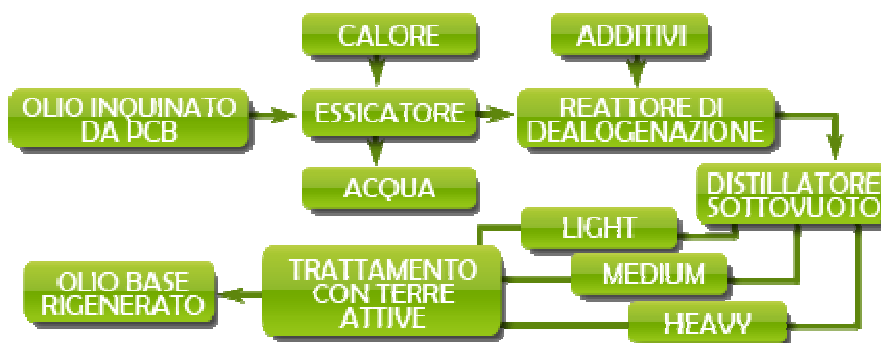 CALORE
ADDITIVI
OLIO INQUINATO
DA PCB
ESSICATORE
REATTORE DI
DEALOGENAZIONE
ACQUA
DISTILLATORE
SOTTOVUOTO
LIGHT
MEDIUM
HEAVY
TRATTAMENTO
CON TERRE
ATTIVE
OLIO BASE
RIGENERATO